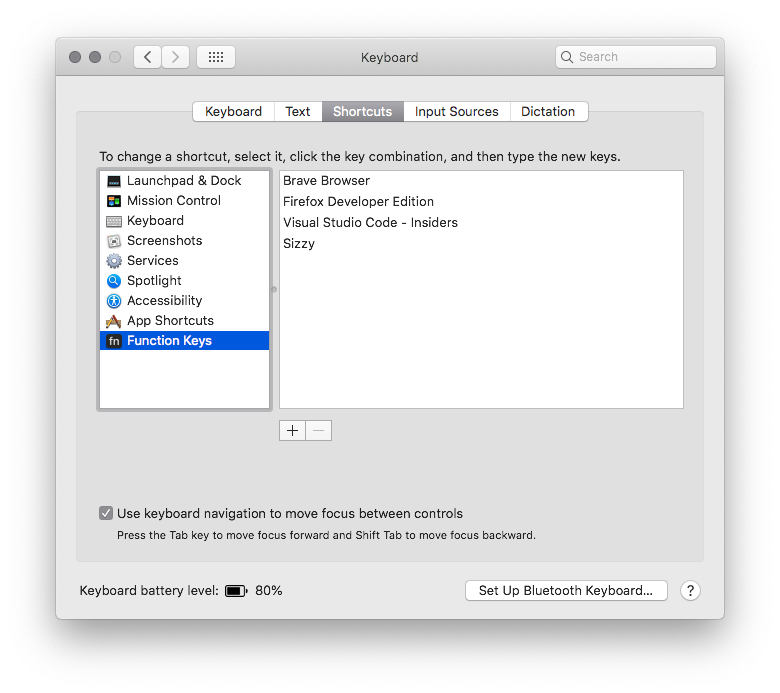 Keyboard
Search
Keyboard
Text
Shortcuts
Input Sources
Dictation
To change a shortcut, select it, click the key combination, and then type the new keys.
Launchpad & Dock
Mission Control
Keyboard
Screenshots
Services
Spotlight
Accessibility
App Shortcuts
fn Function Keys
Brave Browser
Firefox Developer Edition
Visual Studio Code - Insiders
Sizzy
Use keyboard navigation to move focus between controls
Press the Tab key to move focus forward and Shift Tab to move focus backward.
Keyboard battery level: 80%
Set Up Bluetooth Keyboard...
?